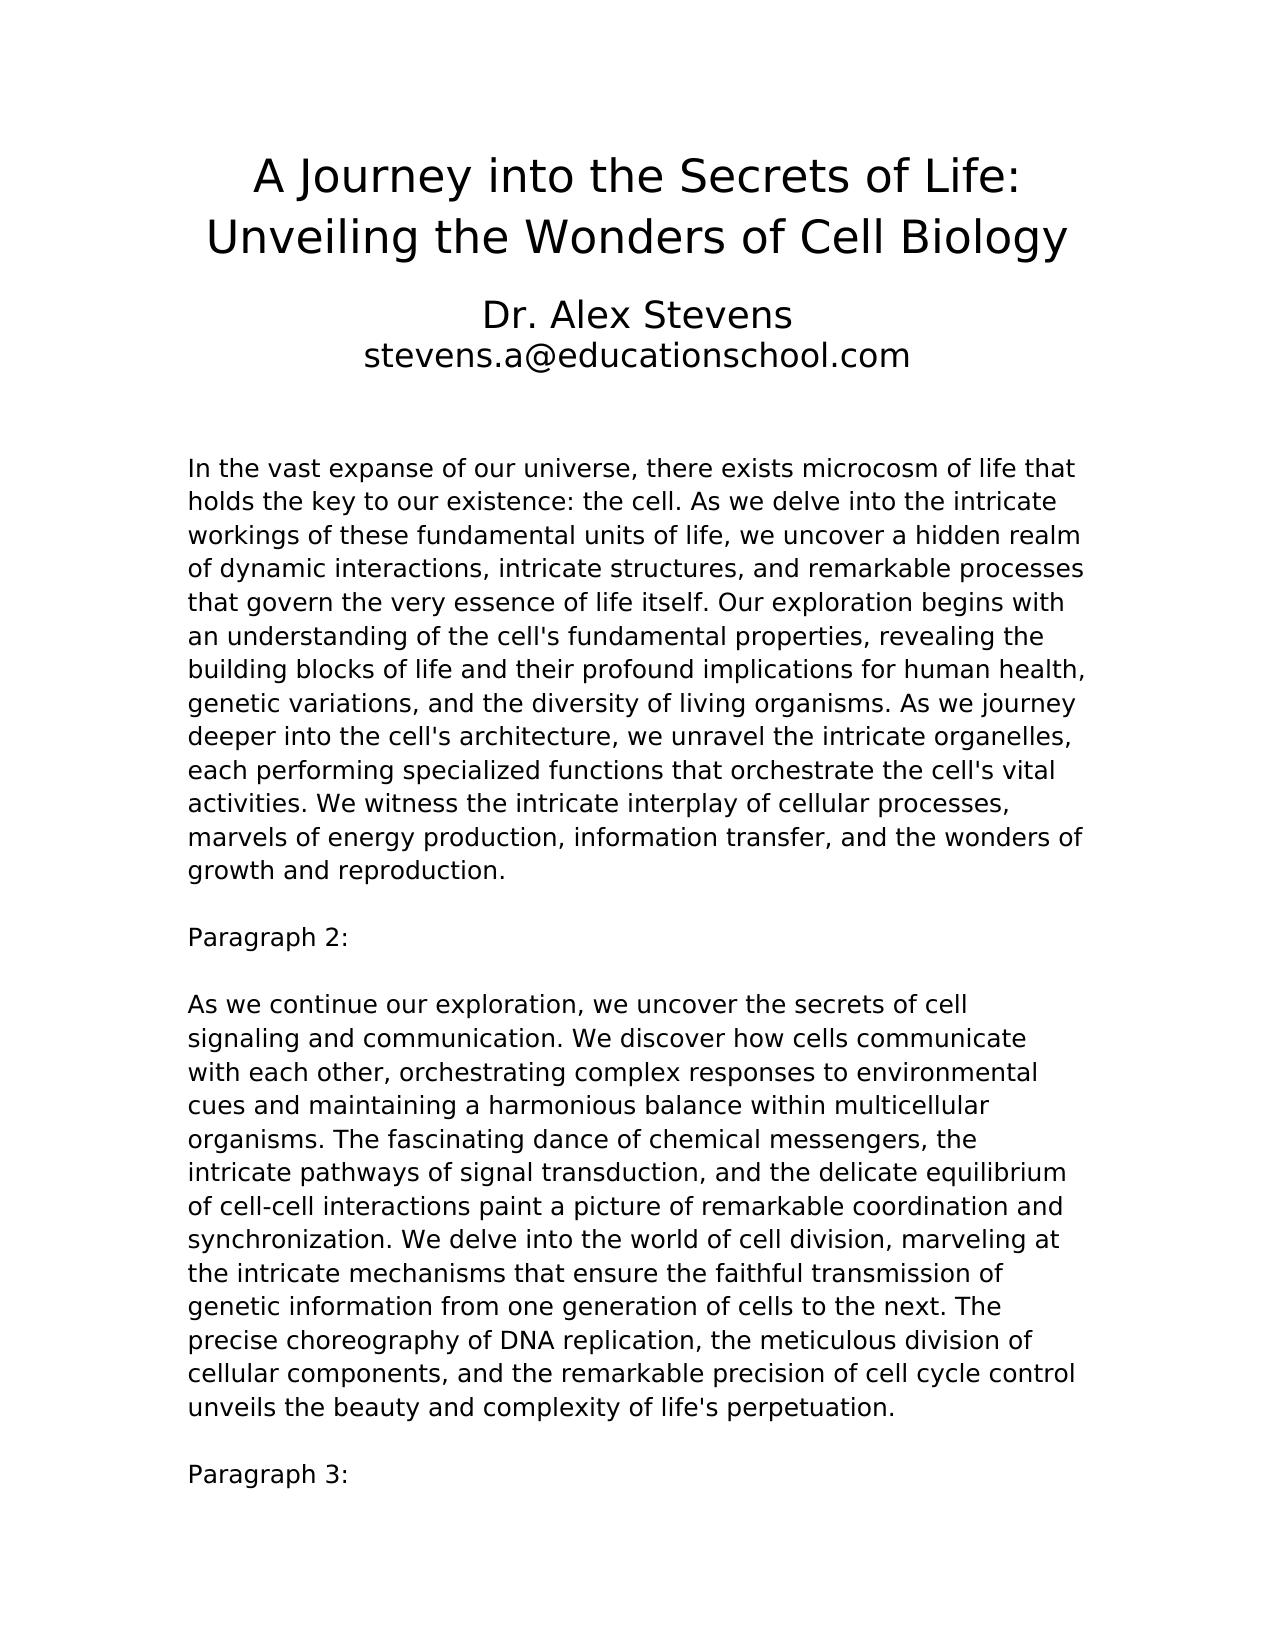 A Journey into the Secrets of Life:
Unveiling the Wonders of Cell Biology
Dr. Alex Stevens
stevens.a@educationschool.com
In the vast expanse of our universe, there exists microcosm of life that
holds the key to our existence: the cell. As we delve into the intricate
workings of these fundamental units of life, we uncover a hidden realm
of dynamic interactions, intricate structures, and remarkable processes
that govern the very essence of life itself. Our exploration begins with
an understanding of the cell's fundamental properties, revealing the
building blocks of life and their profound implications for human health,
genetic variations, and the diversity of living organisms. As we journey
deeper into the cell's architecture, we unravel the intricate organelles,
each performing specialized functions that orchestrate the cell's vital
activities. We witness the intricate interplay of cellular processes,
marvels of energy production, information transfer, and the wonders of
growth and reproduction.
Paragraph 2:
As we continue our exploration, we uncover the secrets of cell
signaling and communication. We discover how cells communicate
with each other, orchestrating complex responses to environmental
cues and maintaining a harmonious balance within multicellular
organisms. The fascinating dance of chemical messengers, the
intricate pathways of signal transduction, and the delicate equilibrium
of cell-cell interactions paint a picture of remarkable coordination and
synchronization. We delve into the world of cell division, marveling at
the intricate mechanisms that ensure the faithful transmission of
genetic information from one generation of cells to the next. The
precise choreography of DNA replication, the meticulous division of
cellular components, and the remarkable precision of cell cycle control
unveils the beauty and complexity of life's perpetuation.
Paragraph 3: